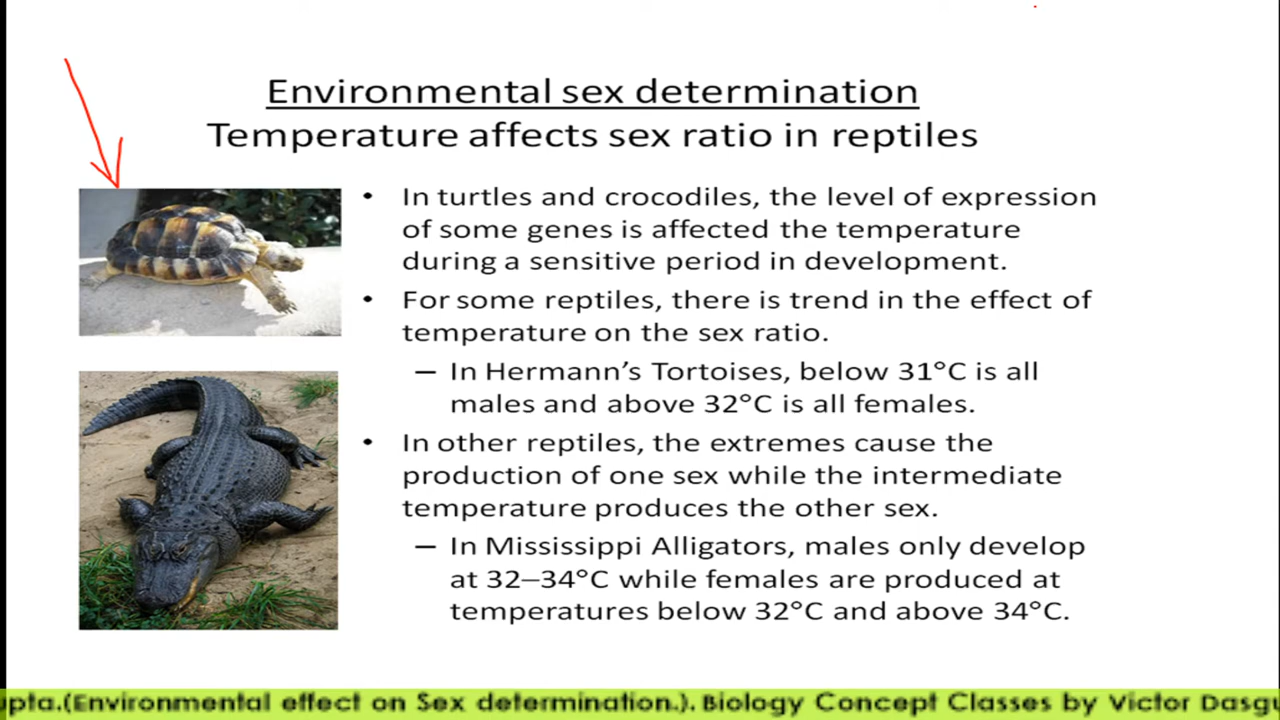 Environmental sex determination
Temperature affects sex ratio in reptiles
• In turtles and crocodiles, the level of expression
of some genes is affected the temperature
during a sensitive period in development.
• For some reptiles, there is trend in the effect of
temperature on the sex ratio.
– In Hermann's Tortoises, below 31°C is all
males and above 32°C is all females.
• In other reptiles, the extremes cause the
production of one sex while the intermediate
temperature produces the other sex.
– In Mississippi Alligators, males only develop
at 32–34°C while females are produced at
temperatures below 32°C and above 34°C.
upta.(Environmental effect on Sex determination.). Biology Concept Classes by Victor Dasgu